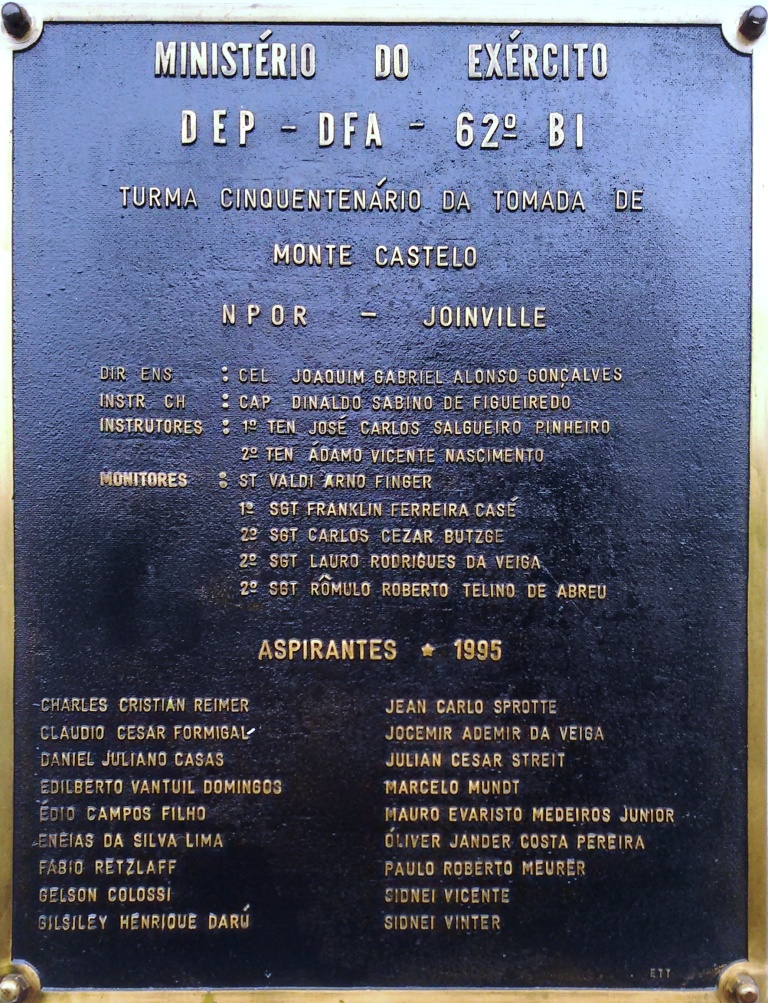 MINISTÉRIO DO EXÉRCITO
DEP - DFA - 62º BI
TURMA CINQUENTENÁRIO DA TOMADA DE
MONTE CASTELO
NPOR - JOINVILLE
DIR ENS : CEL JOAQUIM GABRIEL ALONSO GONÇALVES
INSTR CH : CAP DINALDO SABINO DE FIGUEIREDO
INSTRUTORES : 1º TEN JOSÉ CARLOS SALGUEIRO PINHEIRO
2º TEN ÁDAMO VICENTE NASCIMENTO
MONITORES : ST VALDI ARNO FINGER
1º SGT FRANKLIN FERREIRA CASÉ
2º SGT CARLOS CEZAR BUTZGE
2º SGT LAURO RODRIGUES DA VEIGA
2º SGT RÔMULO ROBERTO TELINO DE ABREU
ASPIRANTES ★ 1995
CHARLES CRISTIAN REIMER
CLAUDIO CESAR FORMIGAL
DANIEL JULIANO CASAS
EDILBERTO VANTUIL DOMINGOS
ÉDIO CAMPOS FILHO
ENEIAS DA SILVA LIMA
FABIO RETZLAFF
GELSON COLOSSI
GILSILEY HENRIQUE DARÚ
JEAN CARLO SPROTTE
JOCEMIR ADEMIR DA VEIGA
JULIAN CESAR STREIT
MARCELO MUNDT
MAURO EVARISTO MEDEIROS JUNIOR
ÓLIVER JANDER COSTA PEREIRA
PAULO ROBERTO MEURER
SIDNEI VICENTE
SIDNEI VINTER
ETT